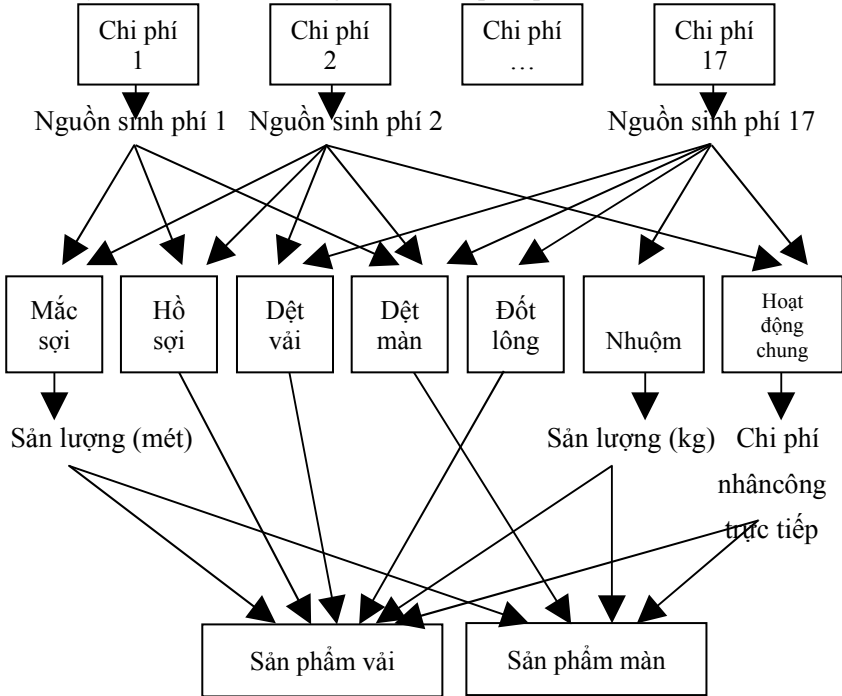 Chi phí
1
Chi phí
2
Chi phí
…
Chi phí
17
Nguồn sinh phí 1
Nguồn sinh phí 2
Nguồn sinh phí 17
Mắc
sợi
Hồ
sợi
Dệt
vải
Dệt
màn
Đốt
lông
Nhuộm
Hoạt
động
chung
Sản lượng (mét)
Sản lượng (kg)
Chi phí
nhâncông
trực tiếp
Sản phẩm vải
Sản phẩm màn